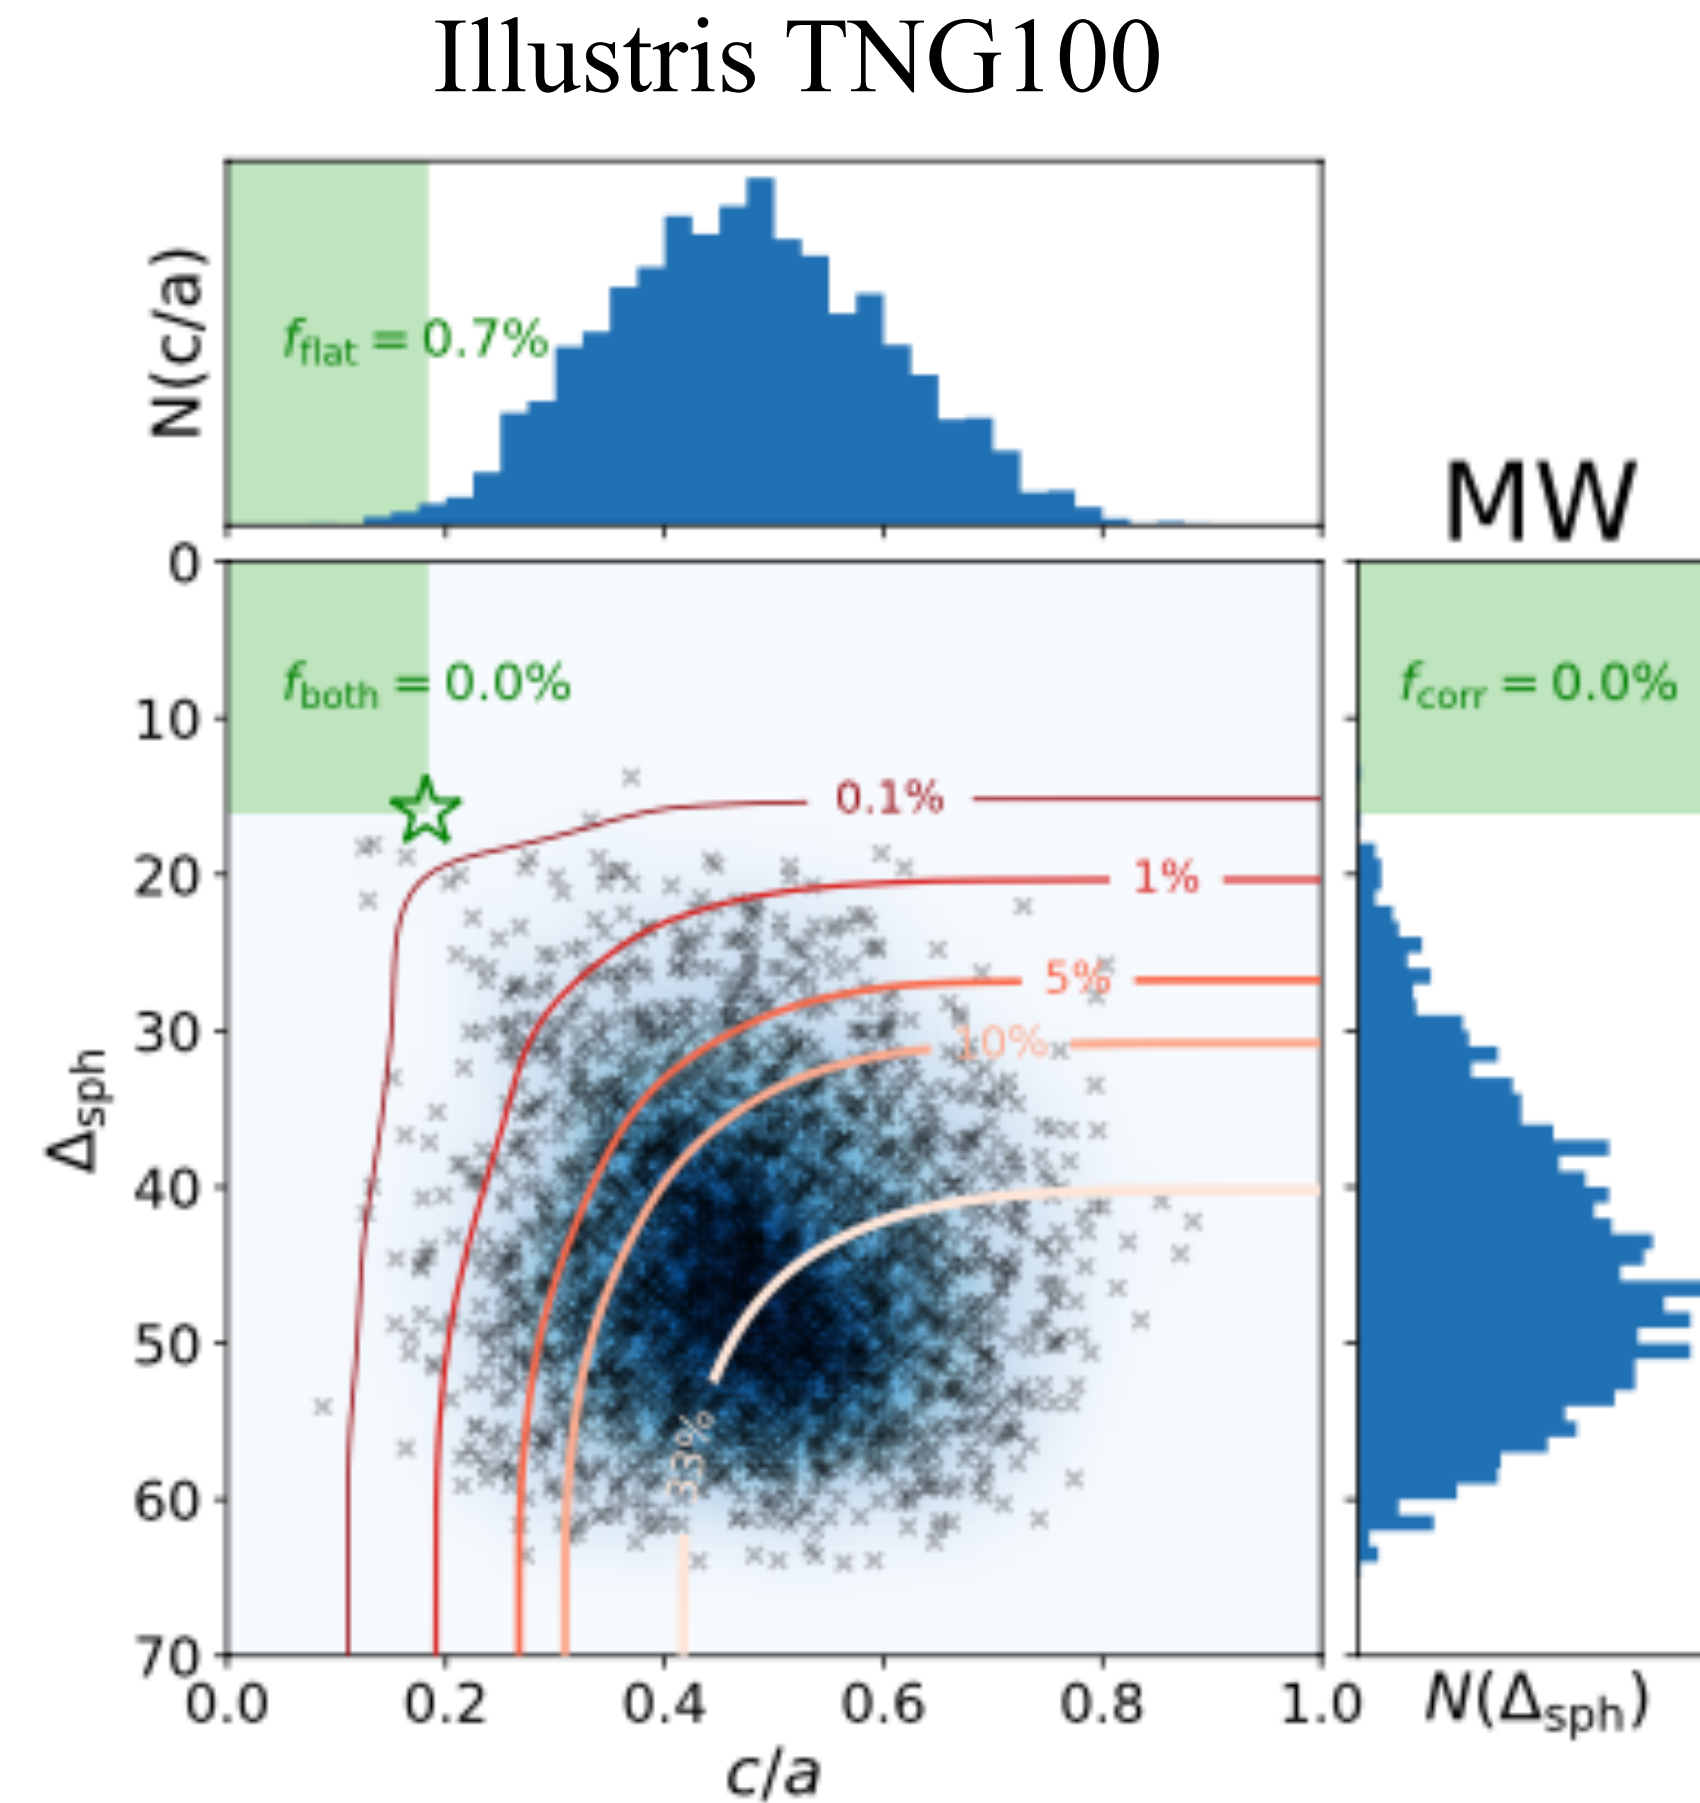 Illustris TNG100
N(c/a)
f_flat = 0.7%
MW
0
f_both = 0.0%
f_corr = 0.0%
10
0.1%
20
1%
5%
30
10%
Δ_sph
40
50
33%
60
70
0.0 0.2 0.4 0.6 0.8 1.0
N(Δ_sph)
c/a